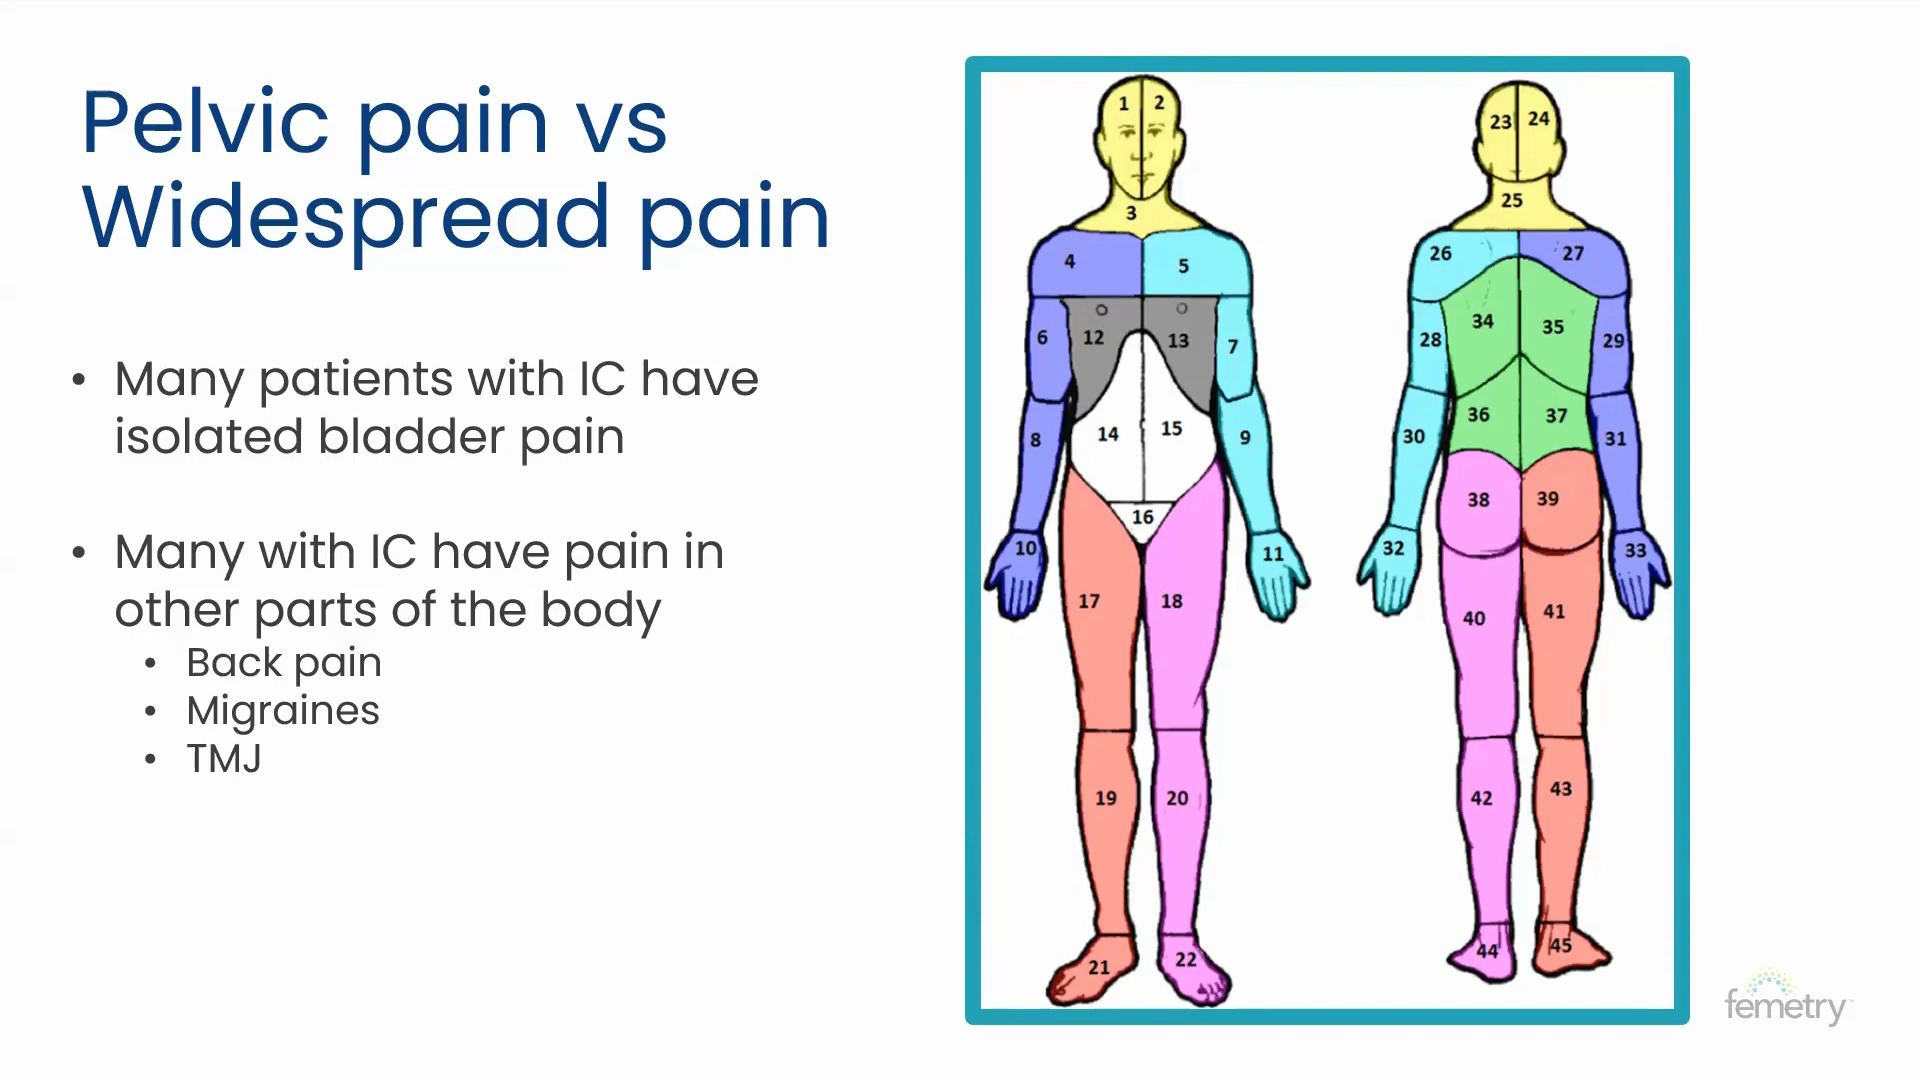 Pelvic pain vs
Widespread pain
• Many patients with IC have
isolated bladder pain
• Many with IC have pain in
other parts of the body
• Back pain
• Migraines
• TMJ
1 2
3
4 5
6 12 13 7
14 15
8 9
16
10 11
17 18
19 20
21 22
23 24
25
26 27
34 35
28 29
36 37
30 31
38 39
32 33
40 41
42 43
44 45
femetry